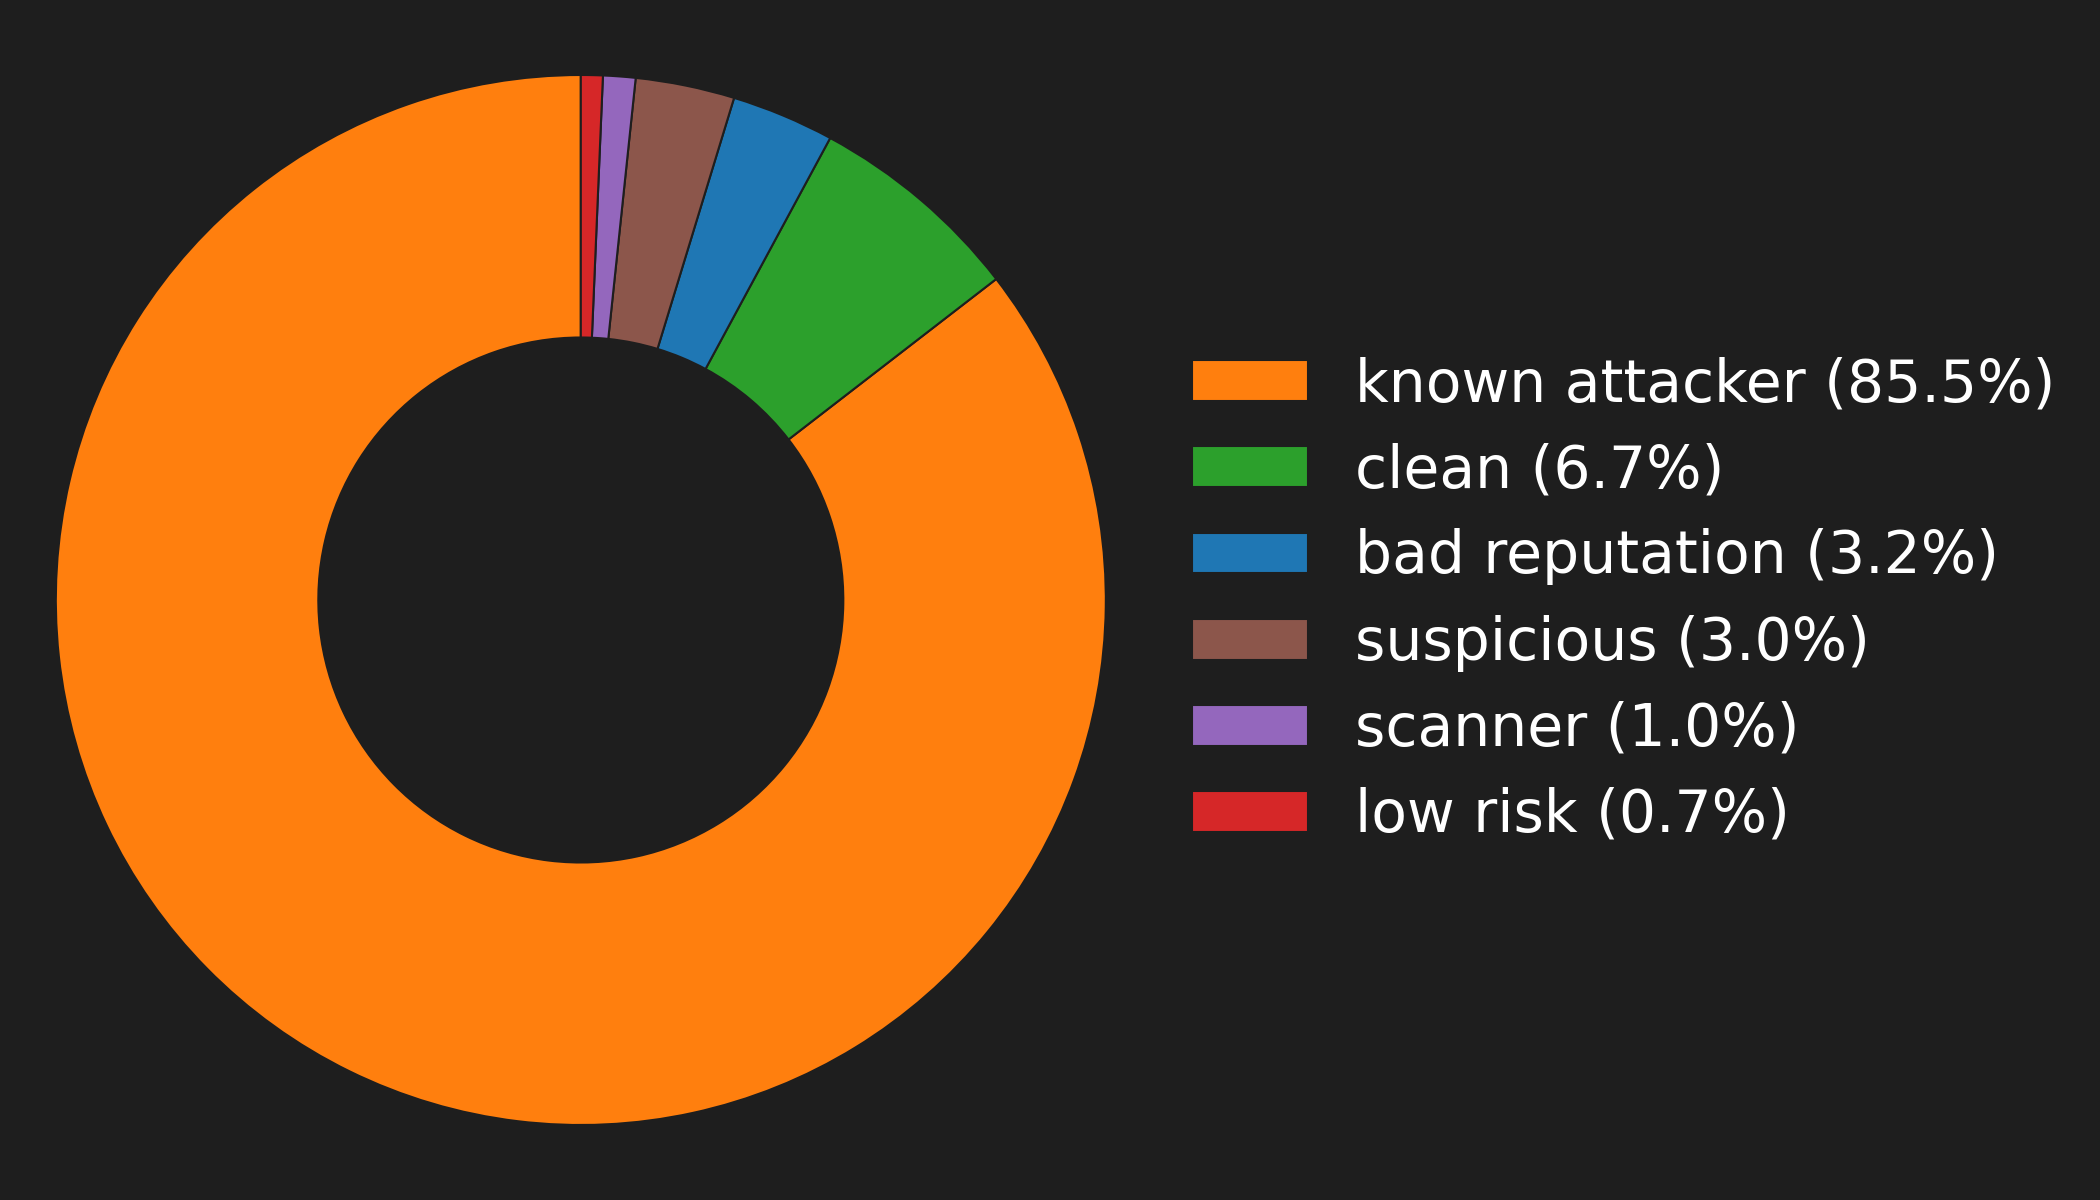 known attacker (85.5%)
clean (6.7%)
bad reputation (3.2%)
suspicious (3.0%)
scanner (1.0%)
low risk (0.7%)